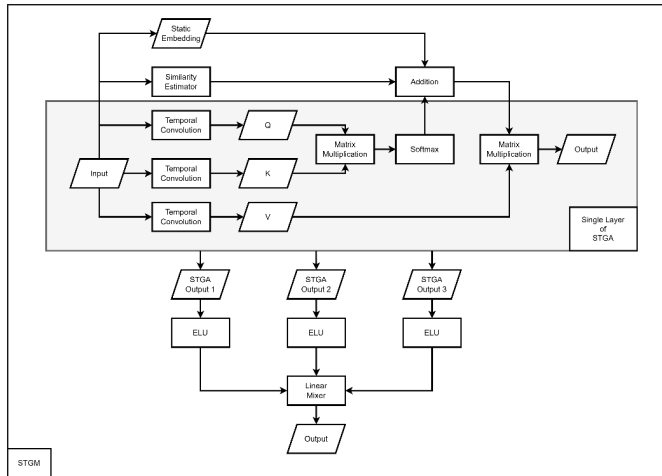 Static
Embedding
Similarity
Estimator
Addition
Temporal
Convolution
Q
Matrix
Multiplication
Softmax
Matrix
Multiplication
Output
Input
Temporal
Convolution
K
Temporal
Convolution
V
Single Layer
of
STGA
STGA
Output 1
STGA
Output 2
STGA
Output 3
ELU
ELU
ELU
Linear
Mixer
Output
STGM